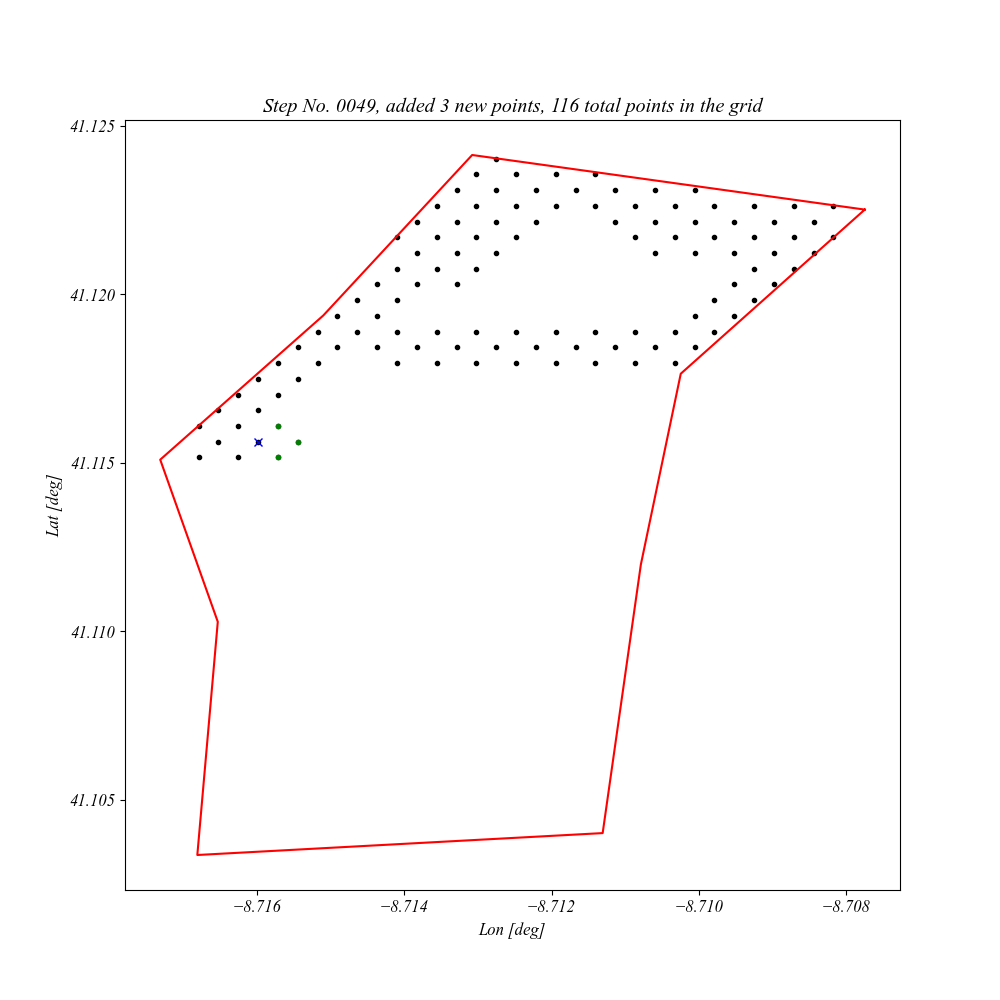 Step No. 0049, added 3 new points, 116 total points in the grid
41.125
41.120
41.115
41.110
41.105
Lat [deg]
−8.716 −8.714 −8.712 −8.710 −8.708
Lon [deg]